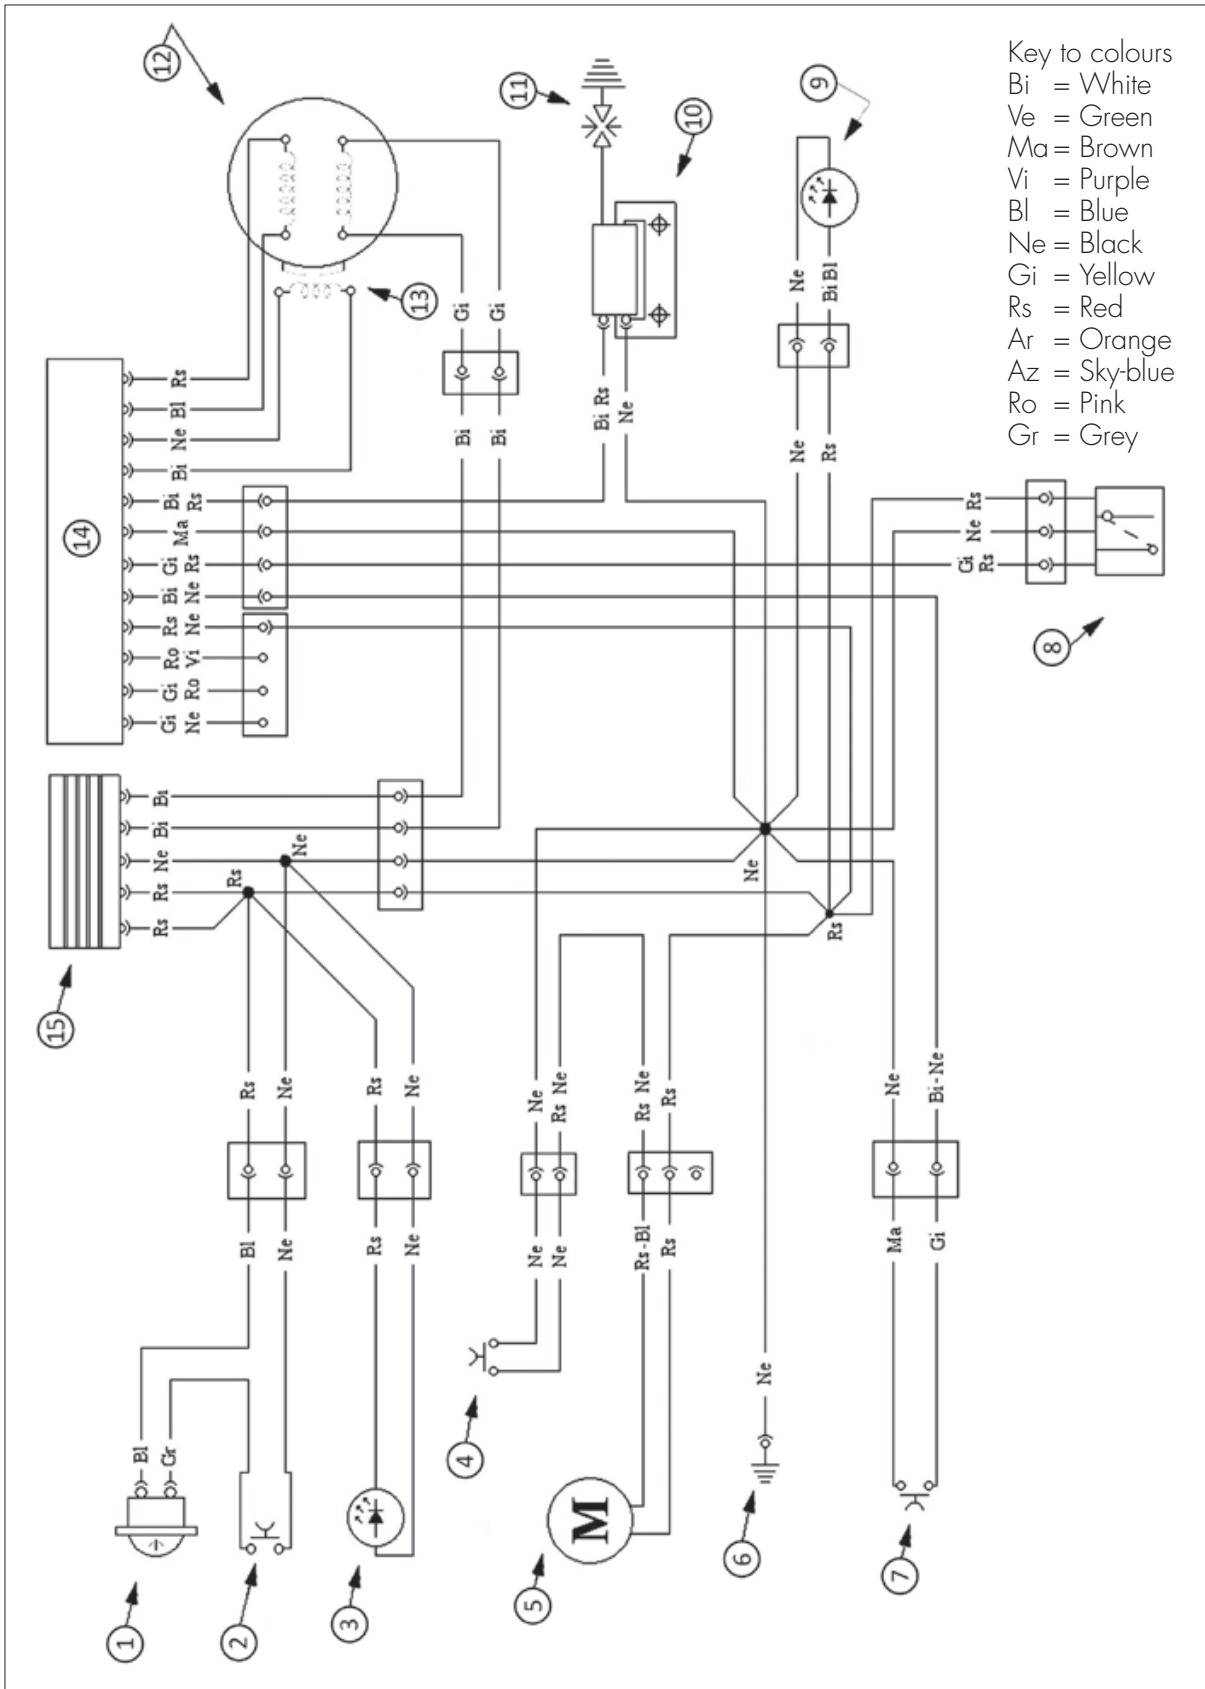 Key to colours
Bi = White
Ve = Green
Ma = Brown
Vi = Purple
Bl = Blue
Ne = Black
Gi = Yellow
Rs = Red
Ar = Orange
Az = Sky-blue
Ro = Pink
Gr = Grey
12
11
10
9
13
14
Rs
Bl
Ne
Bi
Bi Rs
Ma
Gi Rs
Bi Ne
Rs Ne
Ro Vi
Gi Ro
Gi Ne
Gi
Gi
Bi
Bi
Bi Rs
Ne
Ne
Bi Bl
Ne
Rs
Rs
Ne
Gi Rs
8
15
Bi
Bi
Ne
Rs
Rs
Ne
Rs
Ne
Rs
Rs
Ne
Rs
Ne
Ne
Rs Ne
Rs Ne
Rs
Ne
Bi-Ne
Bl
Ne
Rs
Ne
Ne
Ne
Rs-Bl
Rs
Ma
Gi
Bl
Gr
Ne
M
1
2
3
4
5
6
7